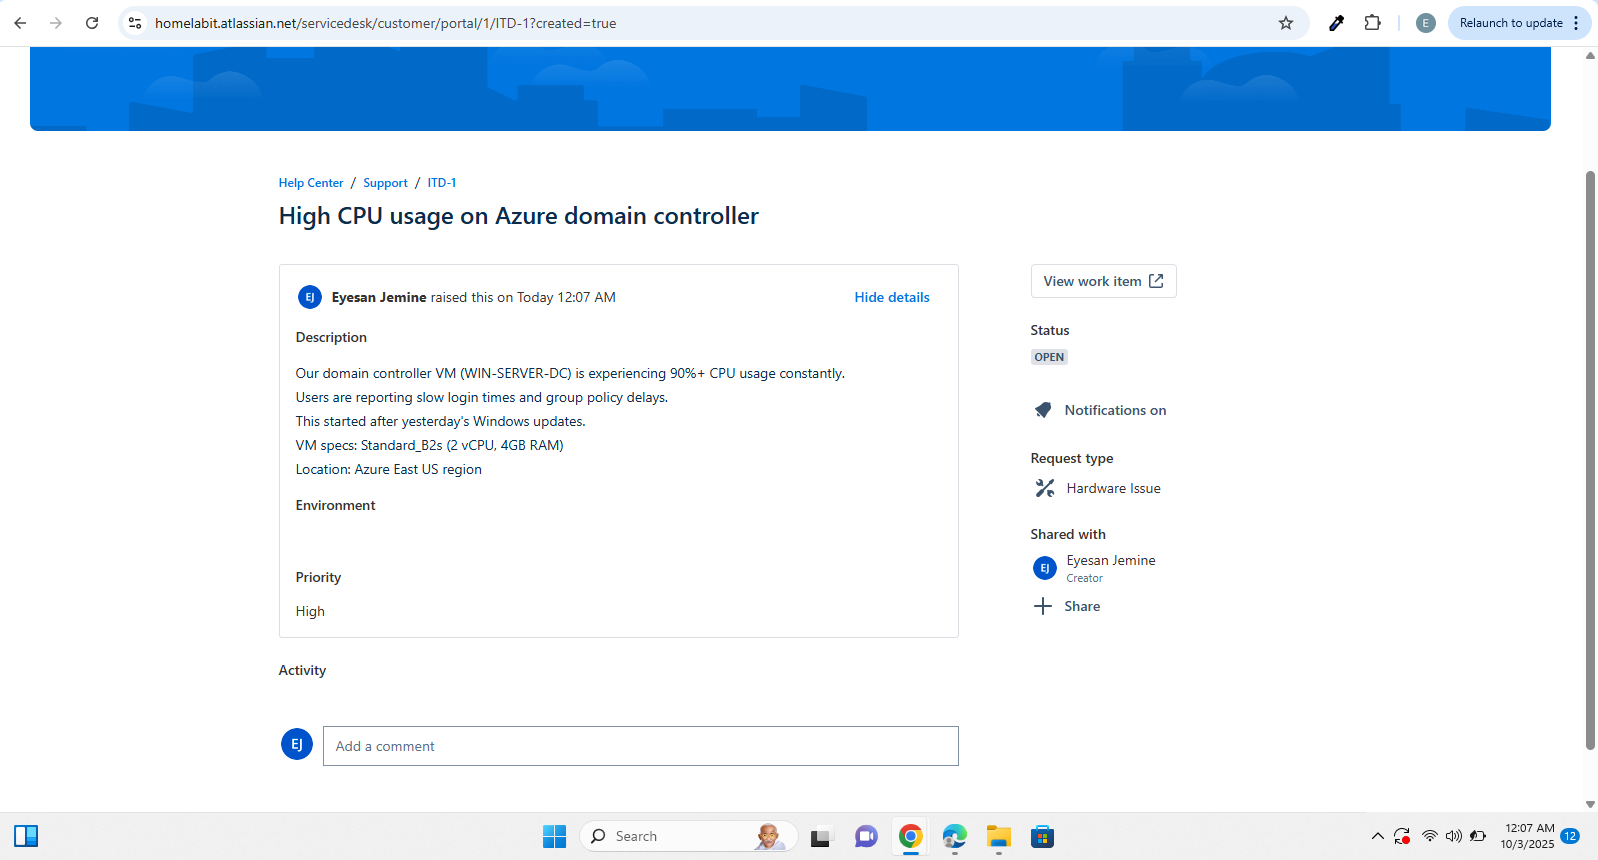 homelabit.atlassian.net/servicedesk/customer/portal/1/ITD-1?created=true
E
Relaunch to update
Help Center / Support / ITD-1
High CPU usage on Azure domain controller
EJ Eyesan Jemine raised this on Today 12:07 AM
Hide details
Description
Our domain controller VM (WIN-SERVER-DC) is experiencing 90%+ CPU usage constantly.
Users are reporting slow login times and group policy delays.
This started after yesterday's Windows updates.
VM specs: Standard_B2s (2 vCPU, 4GB RAM)
Location: Azure East US region
Environment
Priority
High
View work item
Status
OPEN
Notifications on
Request type
Hardware Issue
Shared with
EJ Eyesan Jemine
Creator
Share
Activity
EJ Add a comment
Search
12:07 AM
10/3/2025
12